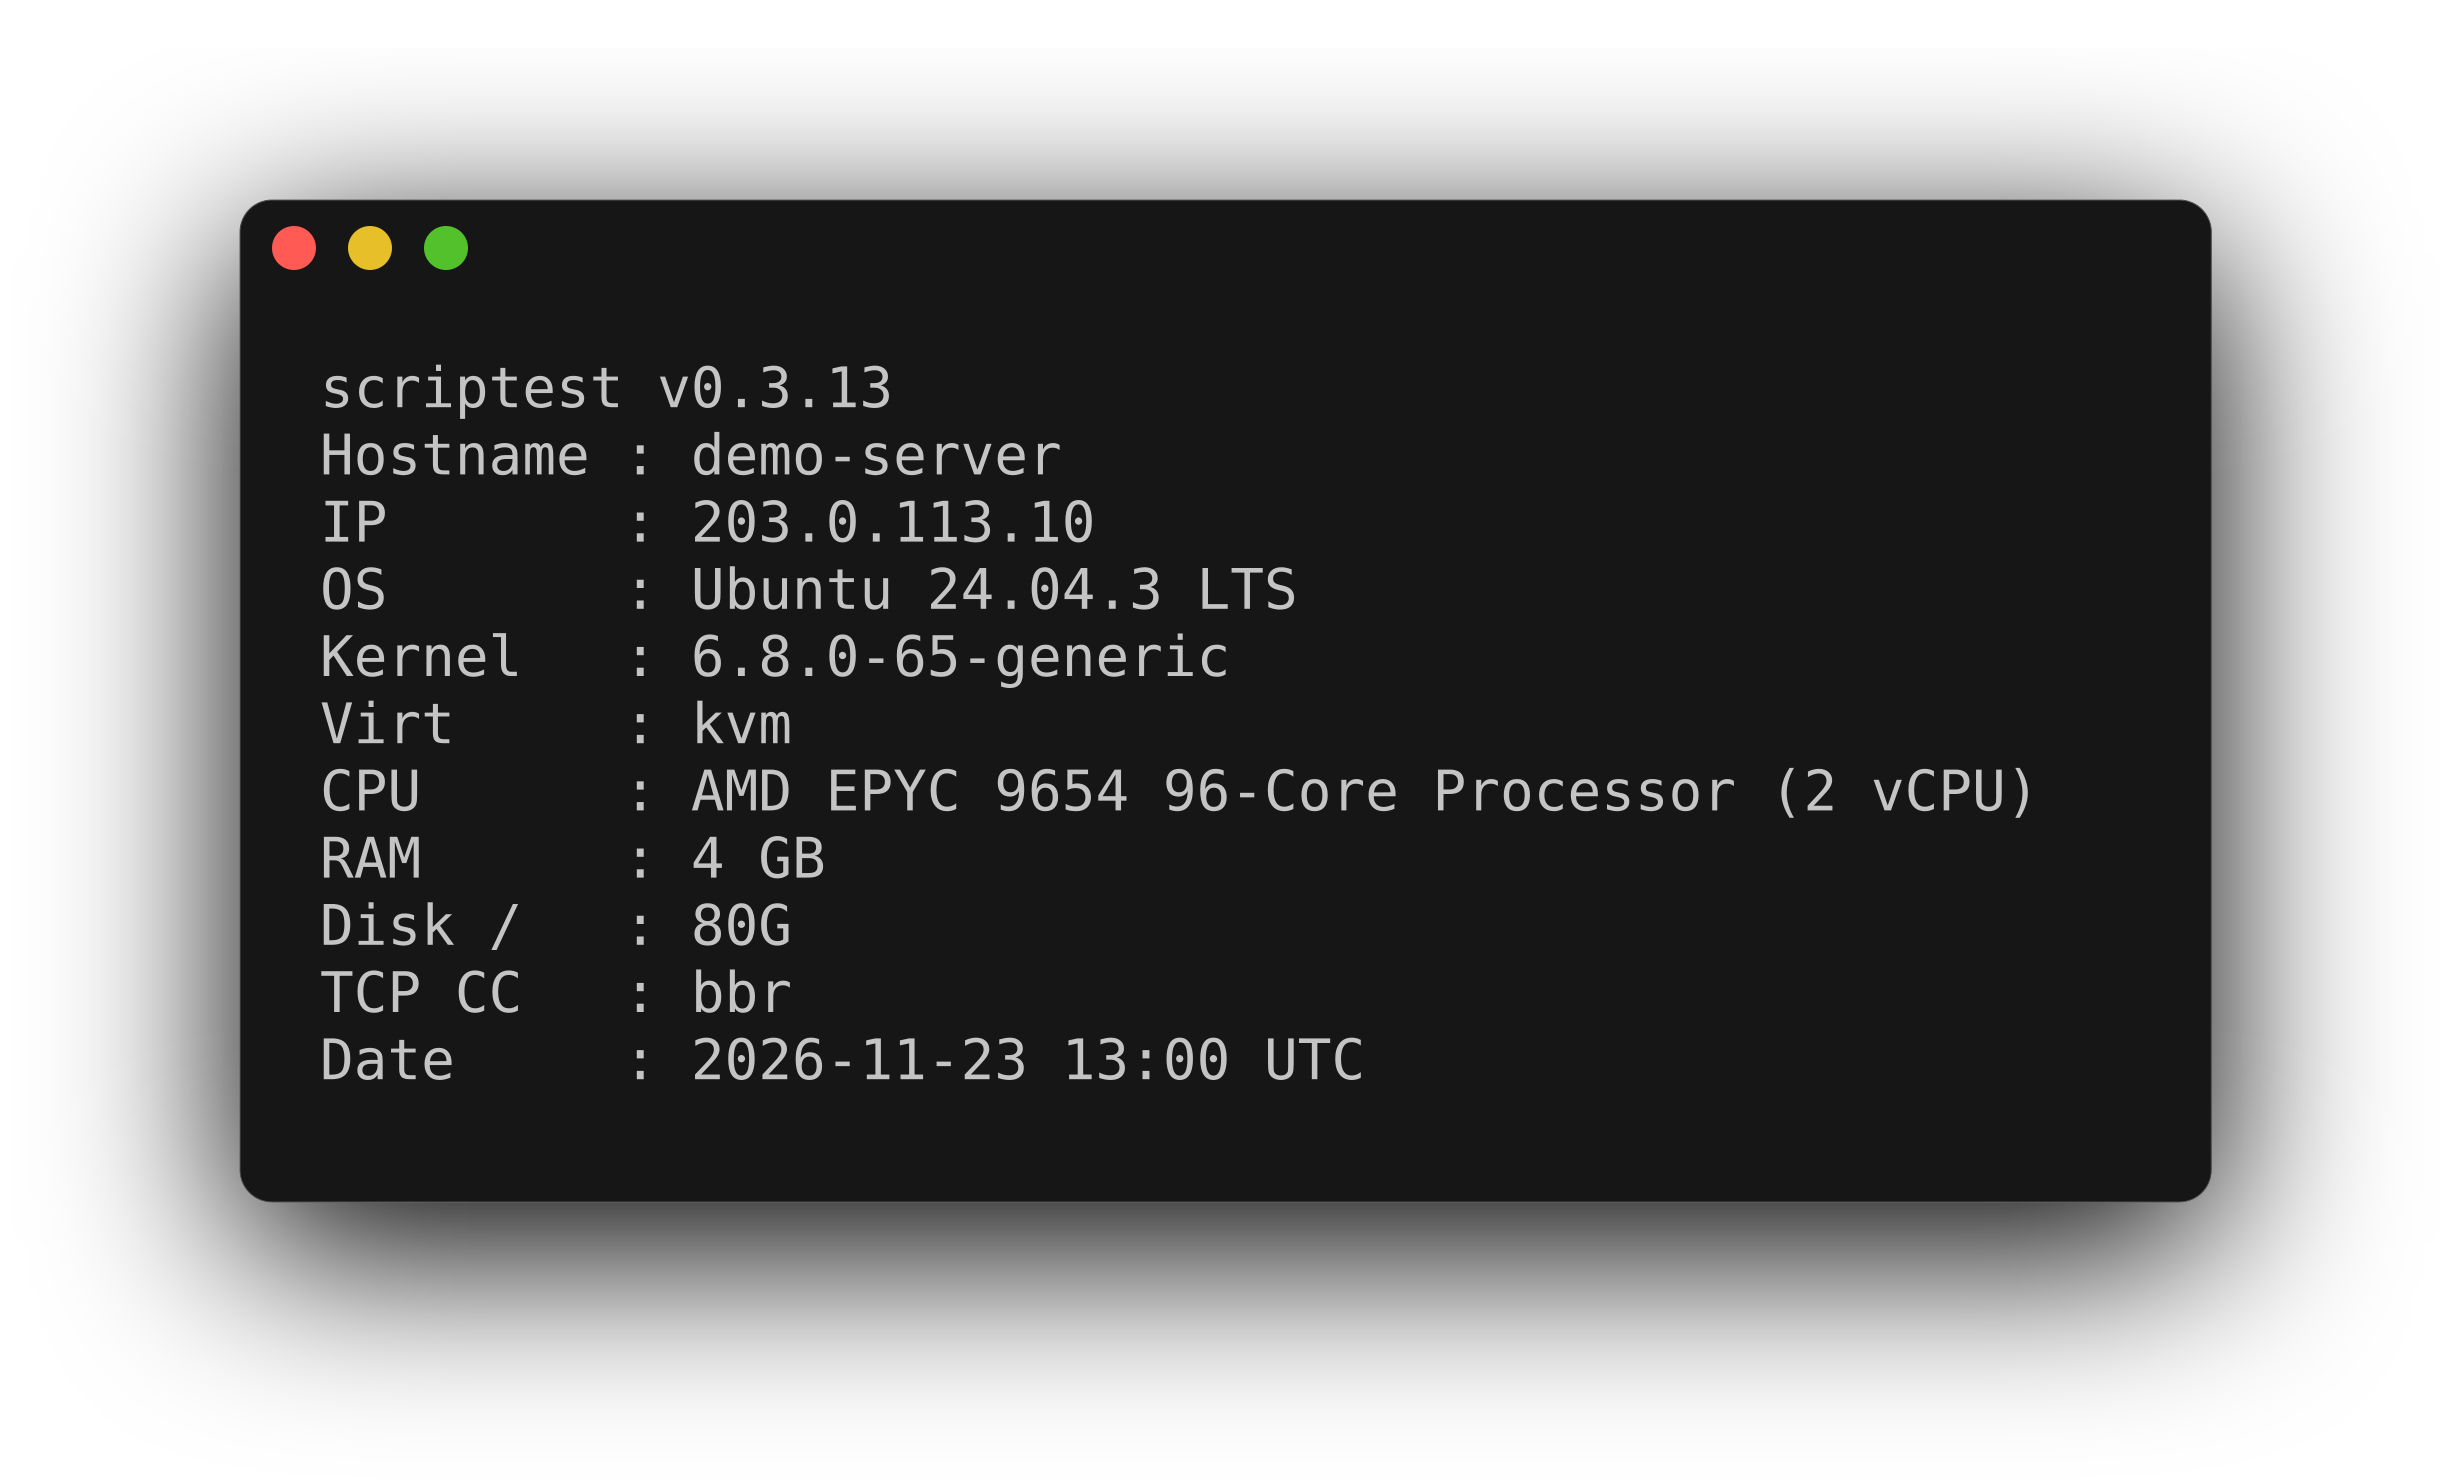 scriptest v0.3.13
Hostname : demo-server
IP       : 203.0.113.10
OS       : Ubuntu 24.04.3 LTS
Kernel   : 6.8.0-65-generic
Virt     : kvm
CPU      : AMD EPYC 9654 96-Core Processor (2 vCPU)
RAM      : 4 GB
Disk /   : 80G
TCP CC   : bbr
Date     : 2026-11-23 13:00 UTC